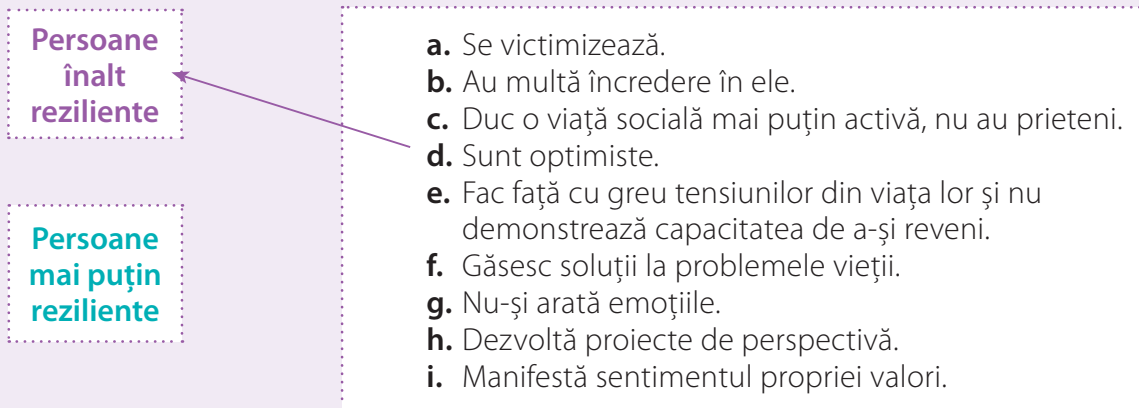 Persoane
înalt
reziliente
Persoane
mai puțin
reziliente
a. Se victimizează.
b. Au multă încredere în ele.
c. Duc o viață socială mai puțin activă, nu au prieteni.
d. Sunt optimiste.
e. Fac față cu greu tensiunilor din viața lor și nu
demonstrează capacitatea de a-și reveni.
f. Găsesc soluții la problemele vieții.
g. Nu-și arată emoțiile.
h. Dezvoltă proiecte de perspectivă.
i. Manifestă sentimentul propriei valori.